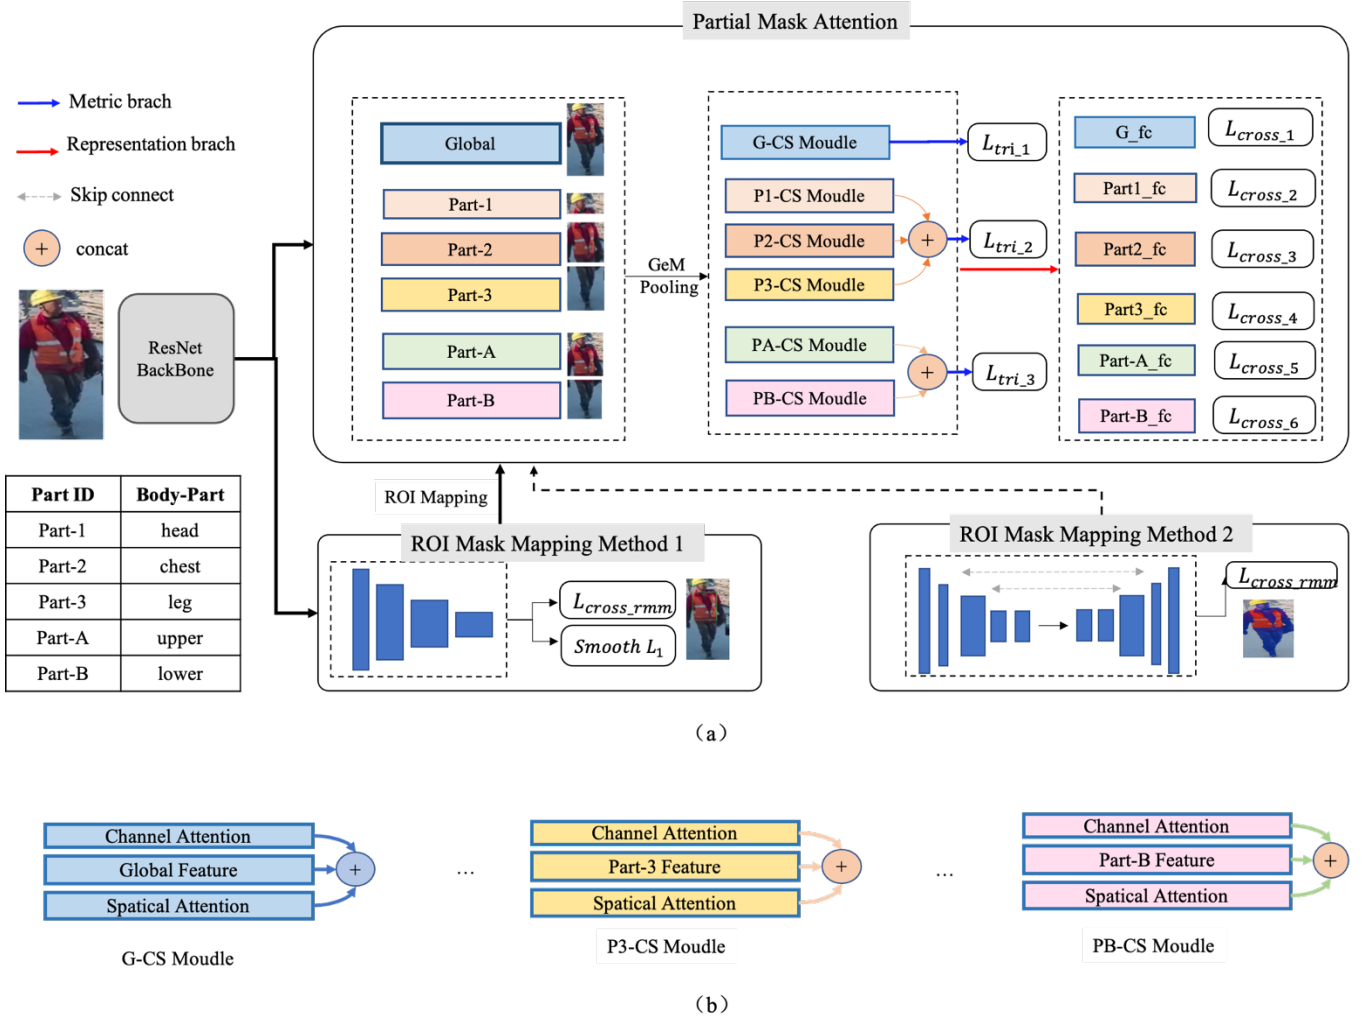 Partial Mask Attention
Metric brach
Representation brach
Skip connect
+ concat
ResNet
BackBone
Global
Part-1
Part-2
Part-3
Part-A
Part-B
GeM
Pooling
G-CS Moudle
P1-CS Moudle
P2-CS Moudle
P3-CS Moudle
PA-CS Moudle
PB-CS Moudle
+
+
L_tri_1
L_tri_2
L_tri_3
G_fc L_cross_1
Part1_fc L_cross_2
Part2_fc L_cross_3
Part3_fc L_cross_4
Part-A_fc L_cross_5
Part-B_fc L_cross_6
Part ID Body-Part
Part-1 head
Part-2 chest
Part-3 leg
Part-A upper
Part-B lower
ROI Mapping
ROI Mask Mapping Method 1
L_cross_rmm
Smooth L_1
ROI Mask Mapping Method 2
L_cross_rmm
(a)
Channel Attention
Global Feature
Spatical Attention
+
G-CS Moudle
...
Channel Attention
Part-3 Feature
Spatical Attention
+
P3-CS Moudle
...
Channel Attention
Part-B Feature
Spatical Attention
+
PB-CS Moudle
(b)